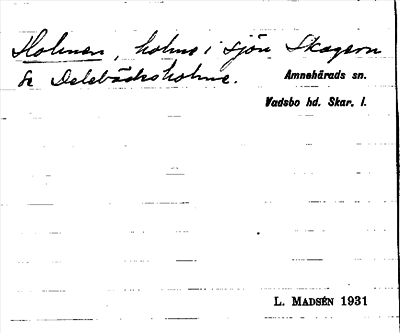 Holmen, holme i sjön Skagern
Se Delebäcksholme.
Amnehärads sn.
Vadsbo hd. Skar. l.
L. MADSÉN 1931